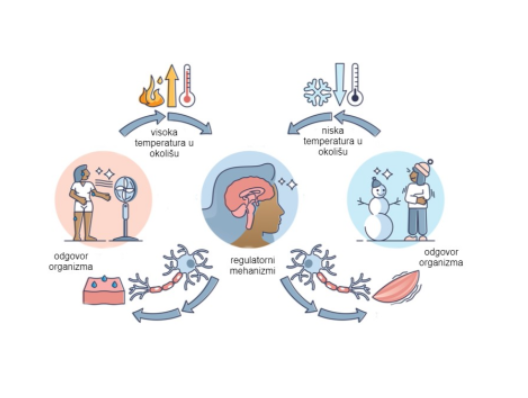 visoka
temperatura u
okolišu
niska
temperatura u
okolišu
odgovor
organizma
regulatorni
mehanizmi
odgovor
organizma